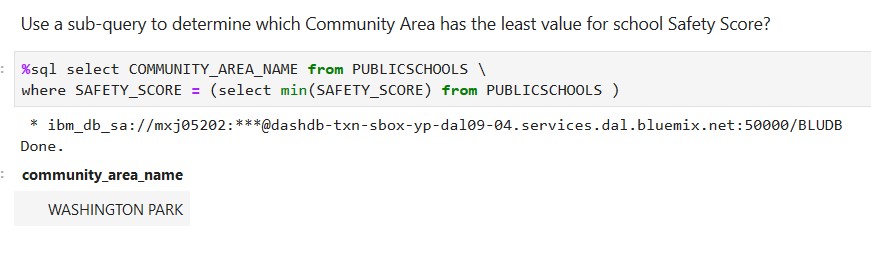 Use a sub-query to determine which Community Area has the least value for school Safety Score?
: %sql select COMMUNITY_AREA_NAME from PUBLICSCHOOLS \
where SAFETY_SCORE = (select min(SAFETY_SCORE) from PUBLICSCHOOLS )
* ibm_db_sa://mxj05202:***@dashdb-txn-sbox-yp-dal09-04.services.dal.bluemix.net:50000/BLUDB
Done.
: community_area_name
WASHINGTON PARK